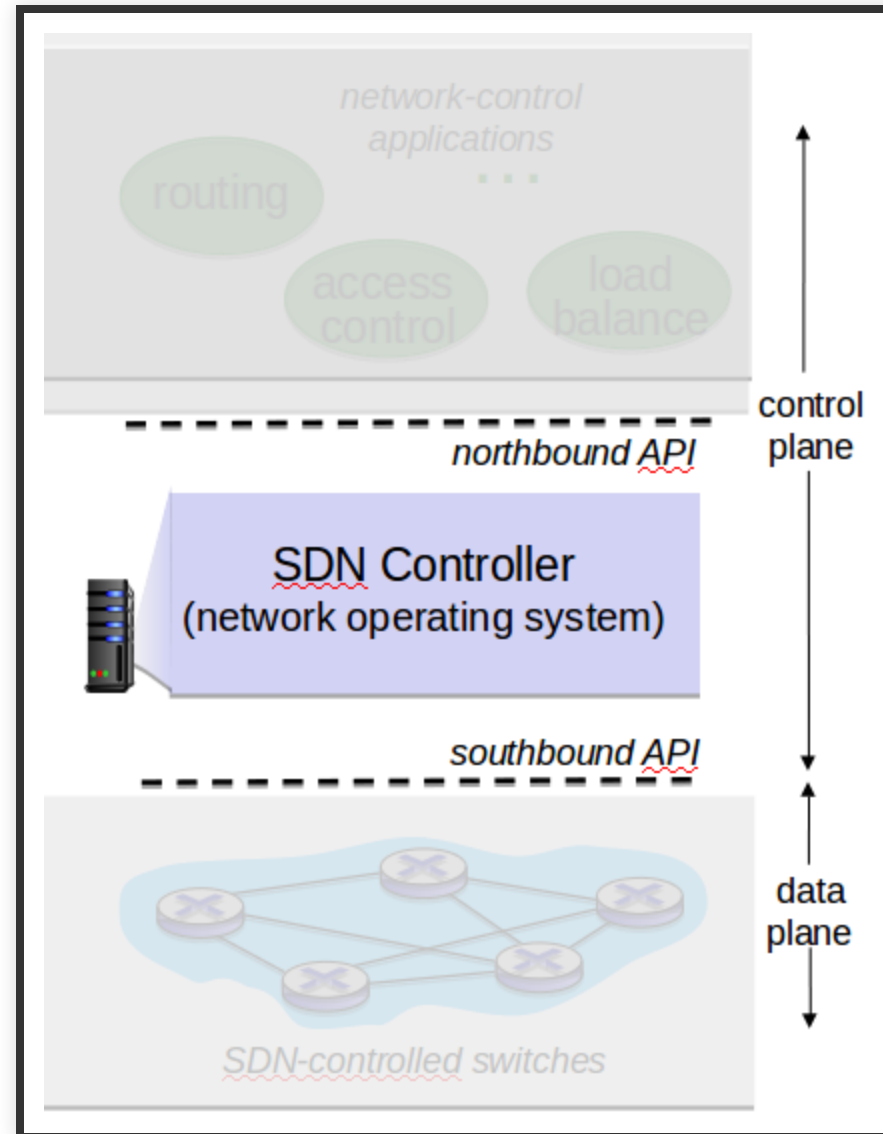 network-control
applications
...
routing
access
control
load
balance
control
plane
northbound API
SDN Controller
(network operating system)
southbound API
data
plane
SDN-controlled switches